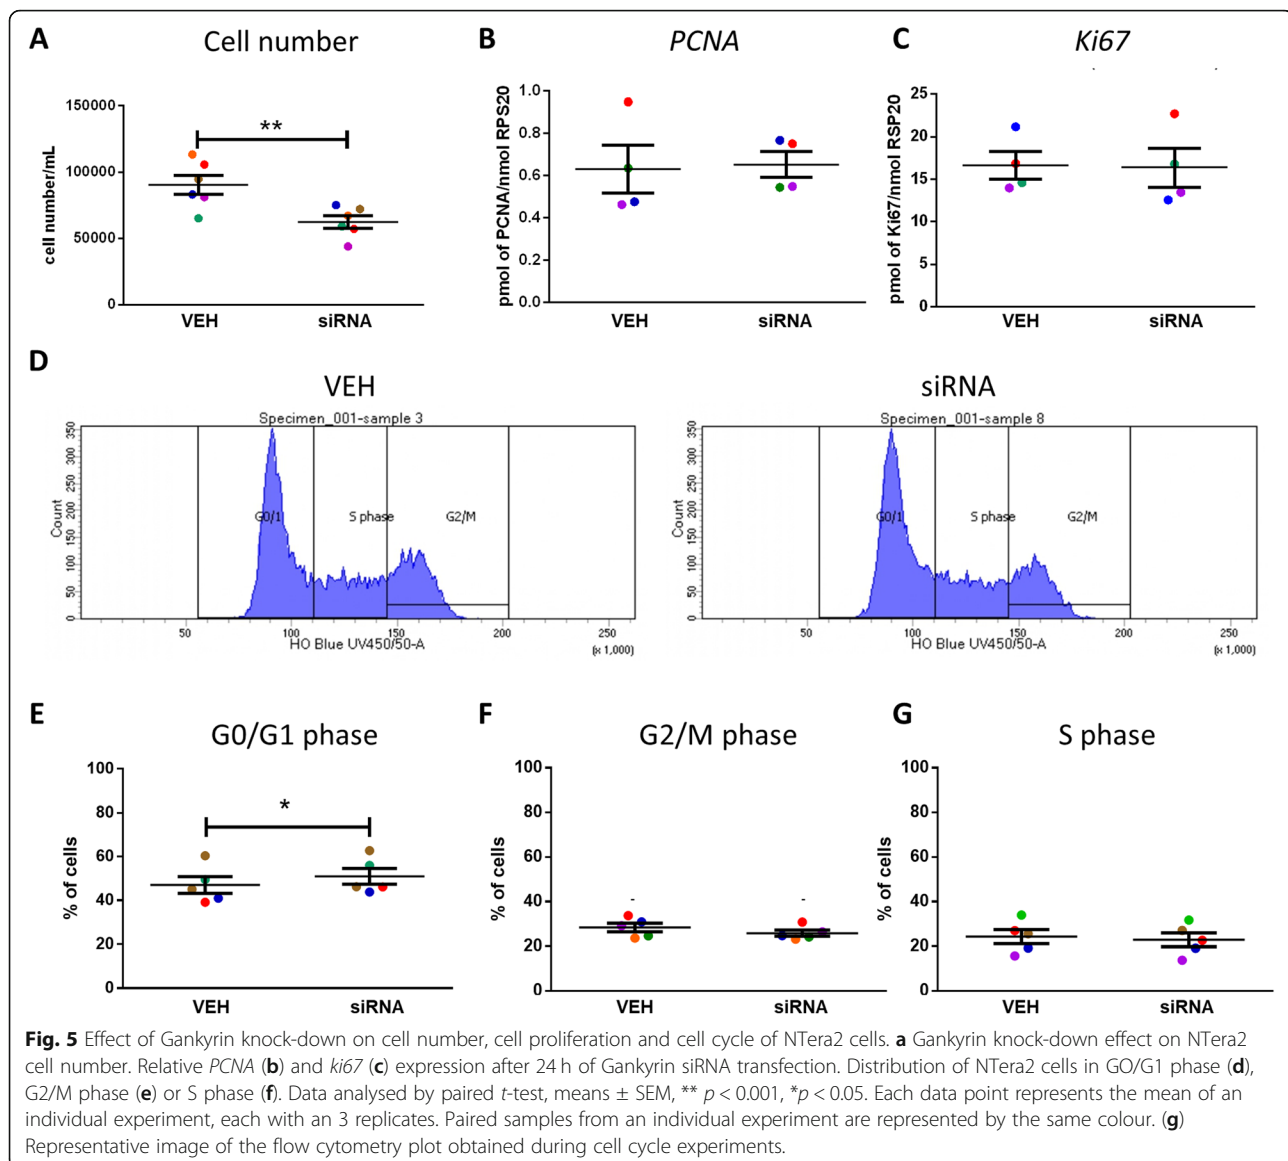 A Cell number
cell number/mL
150000
100000
50000
0
**
VEH siRNA
B PCNA
pmol of PCNA/nmol RPS20
1.0
0.8
0.6
0.4
0.2
0.0
VEH siRNA
C Ki67
pmol of Ki67/nmol RSP20
25
20
15
10
5
0
VEH siRNA
D
VEH
Specimen_001-sample 3
Count
350
300
250
200
150
100
50
0
G0/1 S phase G2/M
50 100 150 200 250
HO Blue UV450/50-A
(x 1,000)
siRNA
Specimen_001-sample 8
Count
350
300
250
200
150
100
50
0
G0/1 S phase G2/M
50 100 150 200 250
HO Blue UV450/50-A
(x 1,000)
E G0/G1 phase
% of cells
100
80
60
40
20
0
*
VEH siRNA
F G2/M phase
% of cells
100
80
60
40
20
0
VEH siRNA
G S phase
% of cells
100
80
60
40
20
0
VEH siRNA
Fig. 5 Effect of Gankyrin knock-down on cell number, cell proliferation and cell cycle of NTera2 cells. a Gankyrin knock-down effect on NTera2
cell number. Relative PCNA (b) and ki67 (c) expression after 24 h of Gankyrin siRNA transfection. Distribution of NTera2 cells in GO/G1 phase (d),
G2/M phase (e) or S phase (f). Data analysed by paired t-test, means ± SEM, ** p < 0.001, *p < 0.05. Each data point represents the mean of an
individual experiment, each with an 3 replicates. Paired samples from an individual experiment are represented by the same colour. (g)
Representative image of the flow cytometry plot obtained during cell cycle experiments.